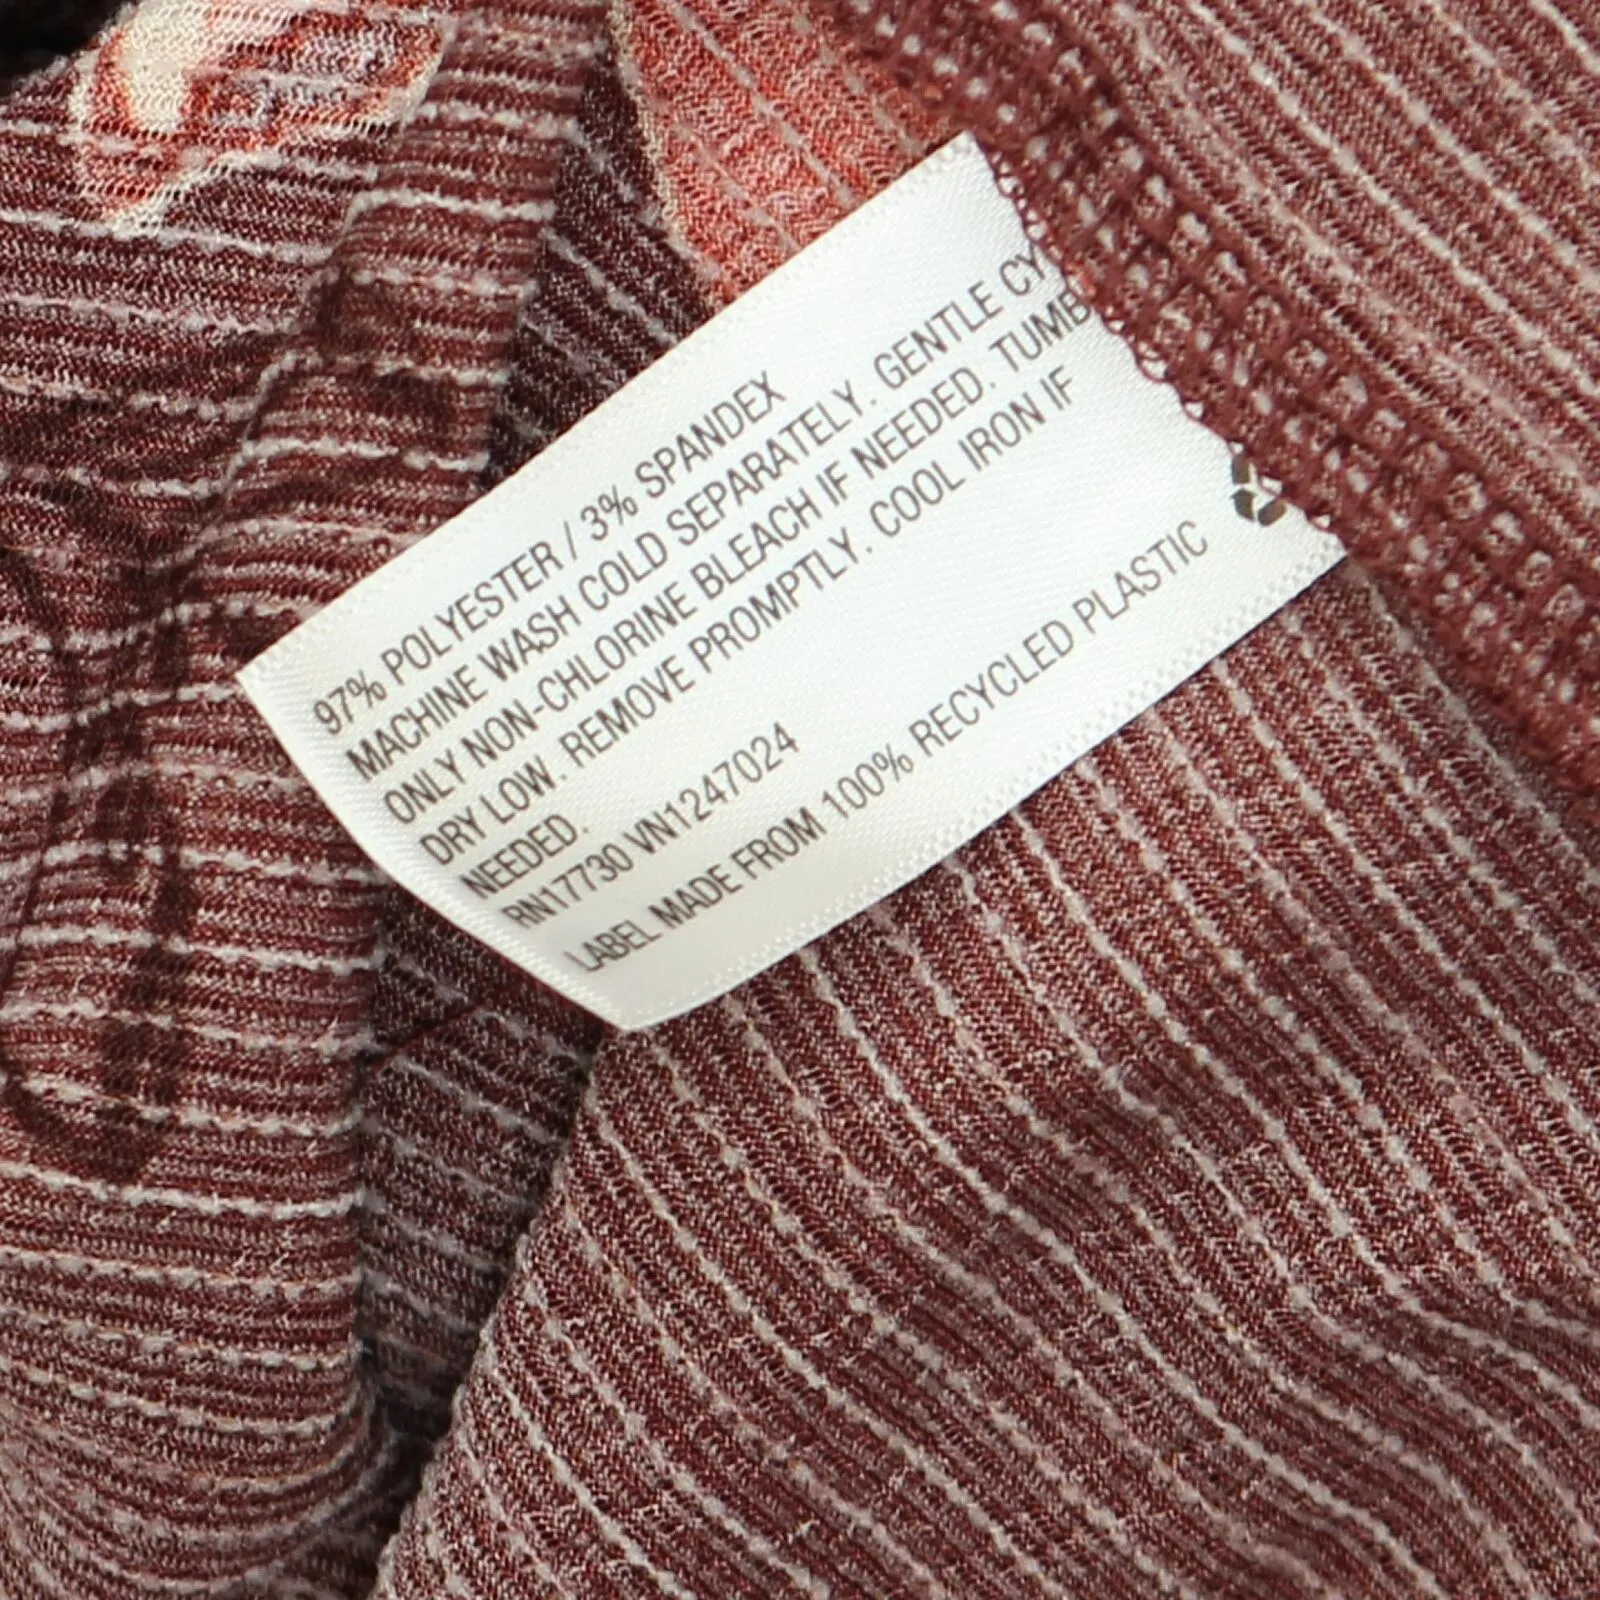 97% POLYESTER / 3% SPANDEX
MACHINE WASH COLD SEPARATELY. GENTLE CY
ONLY NON-CHLORINE BLEACH IF NEEDED. TUMB
DRY LOW. REMOVE PROMPTLY. COOL IRON IF
NEEDED.
RN17730 VN1247024
LABEL MADE FROM 100% RECYCLED PLASTIC